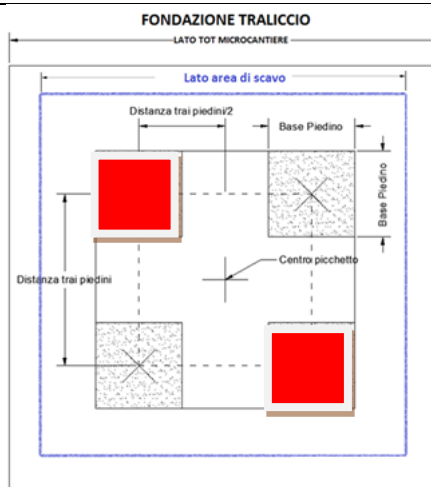 FONDAZIONE TRALICCIO
LATO TOT MICROCANTIERE
Lato area di scavo
Distanza trai piedini/2
Base Piedino
Base Piedino
Centro picchetto
Distanza trai piedini